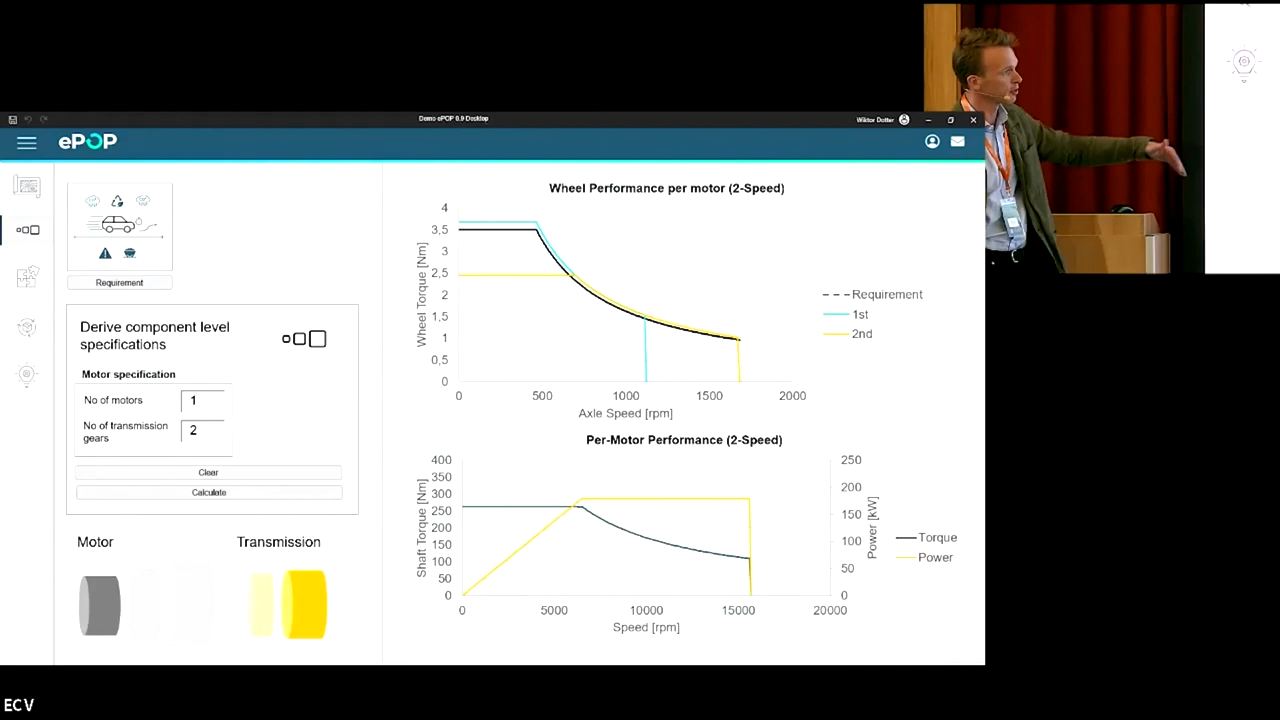 Demo ePOP 0.9 Desktop
Wiktor Dotter
ePOP
Requirement
Derive component level
specifications
Motor specification
No of motors 1
No of transmission
gears 2
Clear
Calculate
Motor Transmission
Wheel Performance per motor (2-Speed)
Wheel Torque [Nm]
4
3,5
3
2,5
2
1,5
1
0,5
0
0 500 1000 1500 2000
Axle Speed [rpm]
Requirement
1st
2nd
Per-Motor Performance (2-Speed)
Shaft Torque [Nm]
400
350
300
250
200
150
100
50
0
250
200
150
100
50
0
Power [kW]
0 5000 10000 15000 20000
Speed [rpm]
Torque
Power
ECV